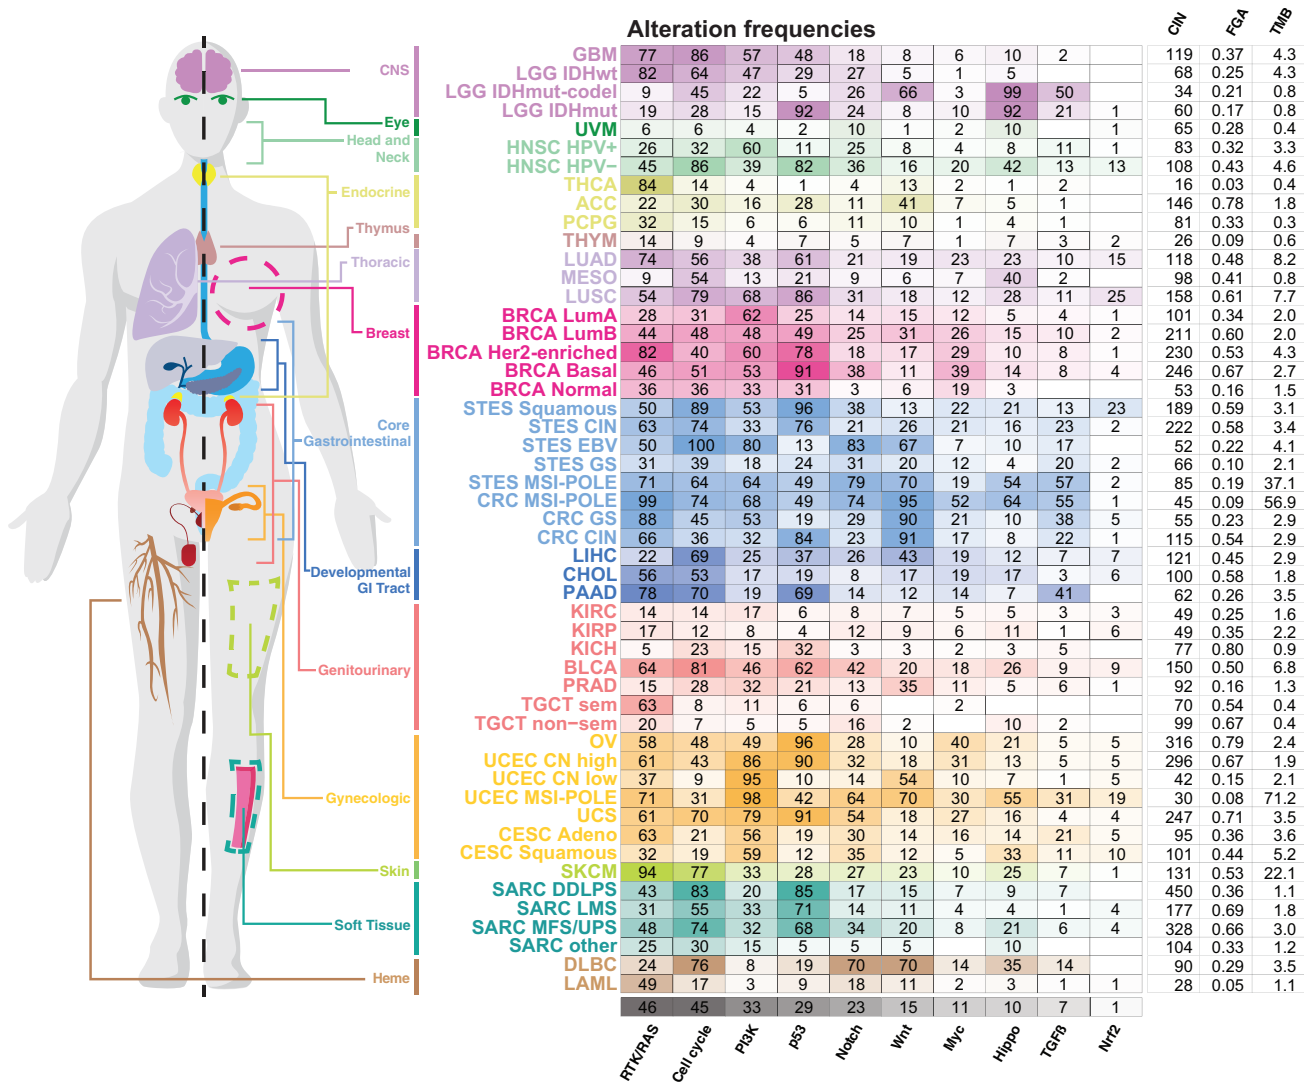 Alteration frequencies
CIN FGA TMB
CNS
Eye
Head and
Neck
Endocrine
Thymus
Thoracic
Breast
Core
Gastrointestinal
Developmental
GI Tract
Genitourinary
Gynecologic
Skin
Soft Tissue
Heme
GBM 77 86 57 48 18 8 6 10 2 119 0.37 4.3
LGG IDHwt 82 64 47 29 27 5 1 5 68 0.25 4.3
LGG IDHmut-codel 9 45 22 5 26 66 3 99 50 34 0.21 0.8
LGG IDHmut 19 28 15 92 24 8 10 92 21 1 60 0.17 0.8
UVM 6 6 4 2 10 1 2 10 1 65 0.28 0.4
HNSC HPV+ 26 32 60 11 25 8 4 8 11 1 83 0.32 3.3
HNSC HPV− 45 86 39 82 36 16 20 42 13 13 108 0.43 4.6
THCA 84 14 4 1 4 13 2 1 2 16 0.03 0.4
ACC 22 30 16 28 11 41 7 5 1 146 0.78 1.8
PCPG 32 15 6 6 11 10 1 4 1 81 0.33 0.3
THYM 14 9 4 7 5 7 1 7 3 2 26 0.09 0.6
LUAD 74 56 38 61 21 19 23 23 10 15 118 0.48 8.2
MESO 9 54 13 21 9 6 7 40 2 98 0.41 0.8
LUSC 54 79 68 86 31 18 12 28 11 25 158 0.61 7.7
BRCA LumA 28 31 62 25 14 15 12 5 4 1 101 0.34 2.0
BRCA LumB 44 48 48 49 25 31 26 15 10 2 211 0.60 2.0
BRCA Her2-enriched 82 40 60 78 18 17 29 10 8 1 230 0.53 4.3
BRCA Basal 46 51 53 91 38 11 39 14 8 4 246 0.67 2.7
BRCA Normal 36 36 33 31 3 6 19 3 53 0.16 1.5
STES Squamous 50 89 53 96 38 13 22 21 13 23 189 0.59 3.1
STES CIN 63 74 33 76 21 26 21 16 23 2 222 0.58 3.4
STES EBV 50 100 80 13 83 67 7 10 17 52 0.22 4.1
STES GS 31 39 18 24 31 20 12 4 20 2 66 0.10 2.1
STES MSI-POLE 71 64 64 49 79 70 7 54 57 2 85 0.19 37.1
CRC MSI-POLE 99 74 68 49 74 95 52 64 55 1 45 0.09 56.9
CRC GS 88 45 53 19 29 90 21 10 38 5 55 0.23 2.9
CRC CIN 66 36 32 84 23 91 17 8 22 1 115 0.54 2.9
LIHC 22 69 25 37 26 43 19 12 7 7 121 0.45 2.9
CHOL 56 53 17 19 8 17 19 17 3 6 100 0.58 1.8
PAAD 78 70 19 69 14 12 14 7 41 62 0.26 3.5
KIRC 14 14 17 6 8 7 5 5 3 3 49 0.25 1.6
KIRP 17 12 8 4 12 9 6 11 1 6 49 0.35 2.2
KICH 5 23 15 32 3 3 2 3 5 77 0.80 0.9
BLCA 64 81 46 62 42 20 18 26 9 9 150 0.50 6.8
PRAD 15 28 32 21 13 35 11 5 6 1 92 0.16 1.3
TGCT sem 63 8 11 6 6 2 70 0.54 0.4
TGCT non−sem 20 7 5 5 16 2 10 2 99 0.67 0.4
OV 58 48 49 96 28 10 40 21 5 5 316 0.79 2.4
UCEC CN high 61 43 86 90 32 18 31 13 5 5 296 0.67 1.9
UCEC CN low 37 9 95 10 14 54 10 7 1 5 42 0.15 2.1
UCEC MSI-POLE 71 31 98 42 64 70 30 55 31 19 30 0.08 71.2
UCS 61 70 79 91 54 18 27 16 4 4 247 0.71 3.5
CESC Adeno 63 21 56 19 30 14 16 14 21 5 95 0.36 3.6
CESC Squamous 32 19 59 12 35 12 5 33 11 10 101 0.44 5.2
SKCM 94 77 33 28 27 23 10 25 7 1 131 0.53 22.1
SARC DDLPS 43 83 20 85 17 15 7 9 7 450 0.36 1.1
SARC LMS 31 55 33 71 14 11 4 4 1 4 177 0.69 1.8
SARC MFS/UPS 48 74 32 68 34 20 8 21 6 4 328 0.66 3.0
SARC other 25 30 15 5 5 5 10 104 0.33 1.2
DLBC 24 76 8 19 70 70 14 35 14 90 0.29 3.5
LAML 49 17 3 9 18 11 2 3 1 1 28 0.05 1.1
46 45 33 29 23 15 11 10 7 1
RTK/RAS Cell cycle PI3K p53 Notch Wnt Myc Hippo TGFß Nrf2